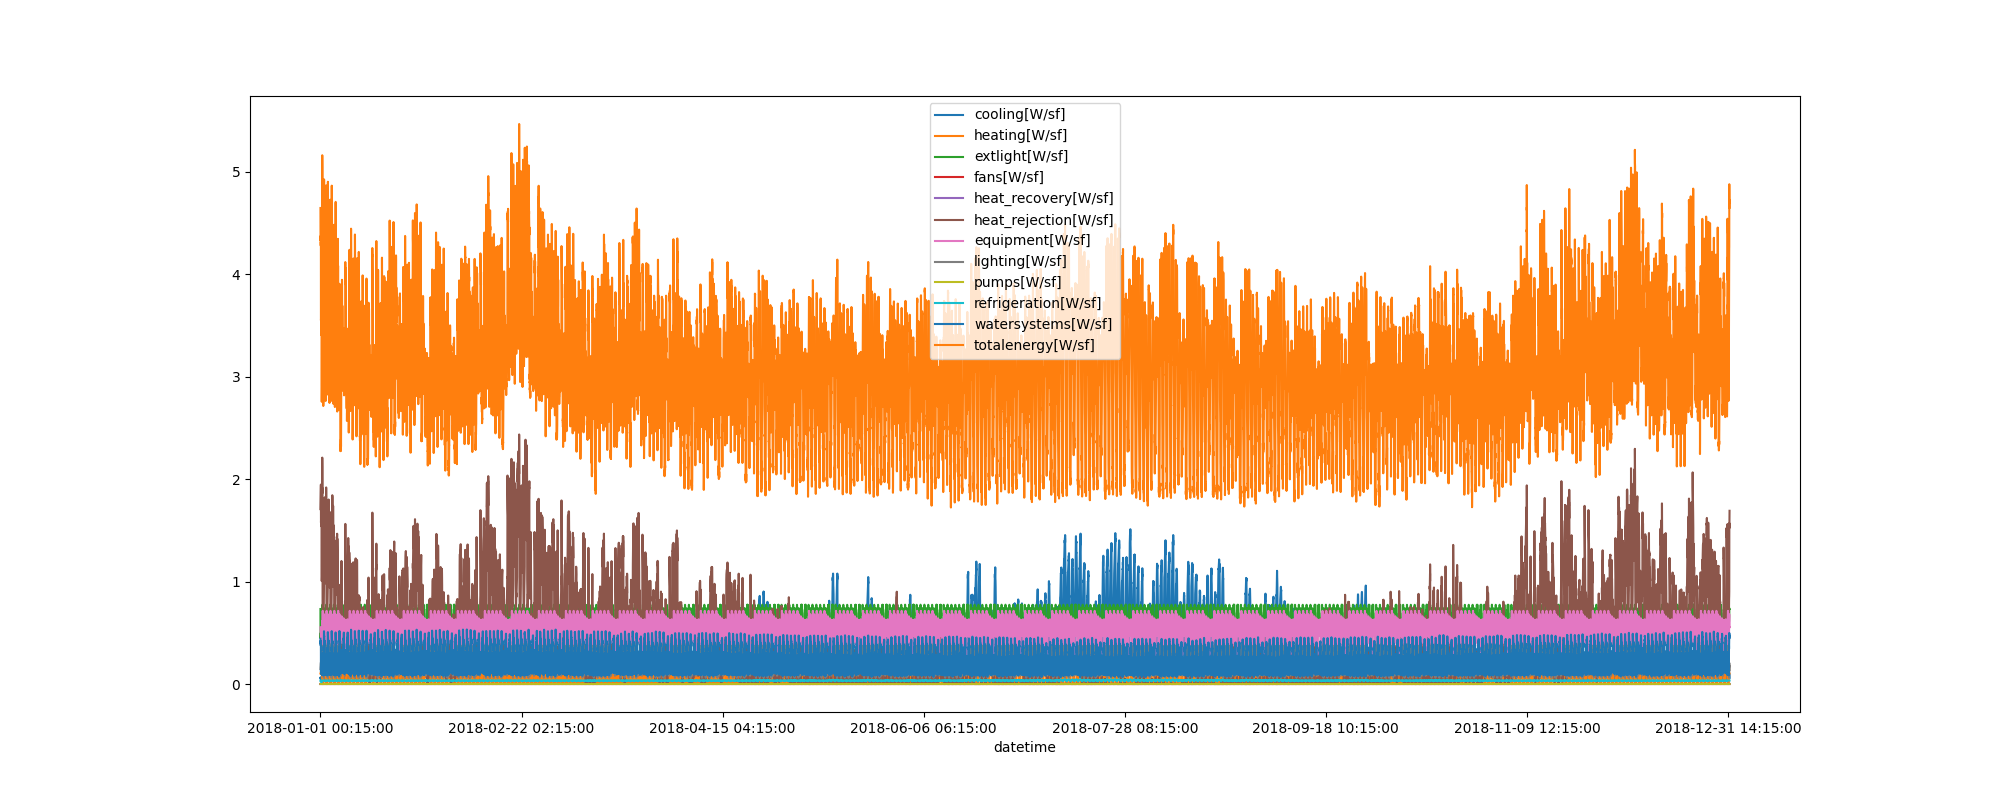 cooling[W/sf]
heating[W/sf]
extlight[W/sf]
fans[W/sf]
heat_recovery[W/sf]
heat_rejection[W/sf]
equipment[W/sf]
lighting[W/sf]
pumps[W/sf]
refrigeration[W/sf]
watersystems[W/sf]
totalenergy[W/sf]
5
4
3
2
1
0
2018-01-01 00:15:00 2018-02-22 02:15:00 2018-04-15 04:15:00 2018-06-06 06:15:00 2018-07-28 08:15:00 2018-09-18 10:15:00 2018-11-09 12:15:00 2018-12-31 14:15:00
datetime